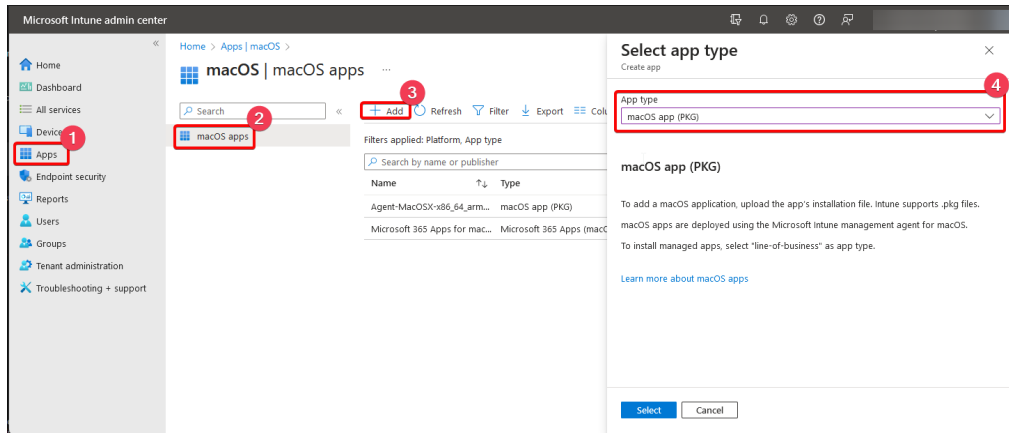 Microsoft Intune admin center
Home
Dashboard
All services
Device
1
Apps
Endpoint security
Reports
Users
Groups
Tenant administration
Troubleshooting + support
Home > Apps | macOS >
macOS | macOS apps ...
Search
2
macOS apps
3
Add Refresh Filter Export Colu
Filters applied: Platform, App type
Search by name or publisher
Name Type
Agent-MacOSX-x86_64_arm... macOS app (PKG)
Microsoft 365 Apps for mac... Microsoft 365 Apps (macO
Select app type
Create app
4
App type
macOS app (PKG)
macOS app (PKG)
To add a macOS application, upload the app's installation file. Intune supports .pkg files.
macOS apps are deployed using the Microsoft Intune management agent for macOS.
To install managed apps, select "line-of-business" as app type.
Learn more about macOS apps
Select Cancel